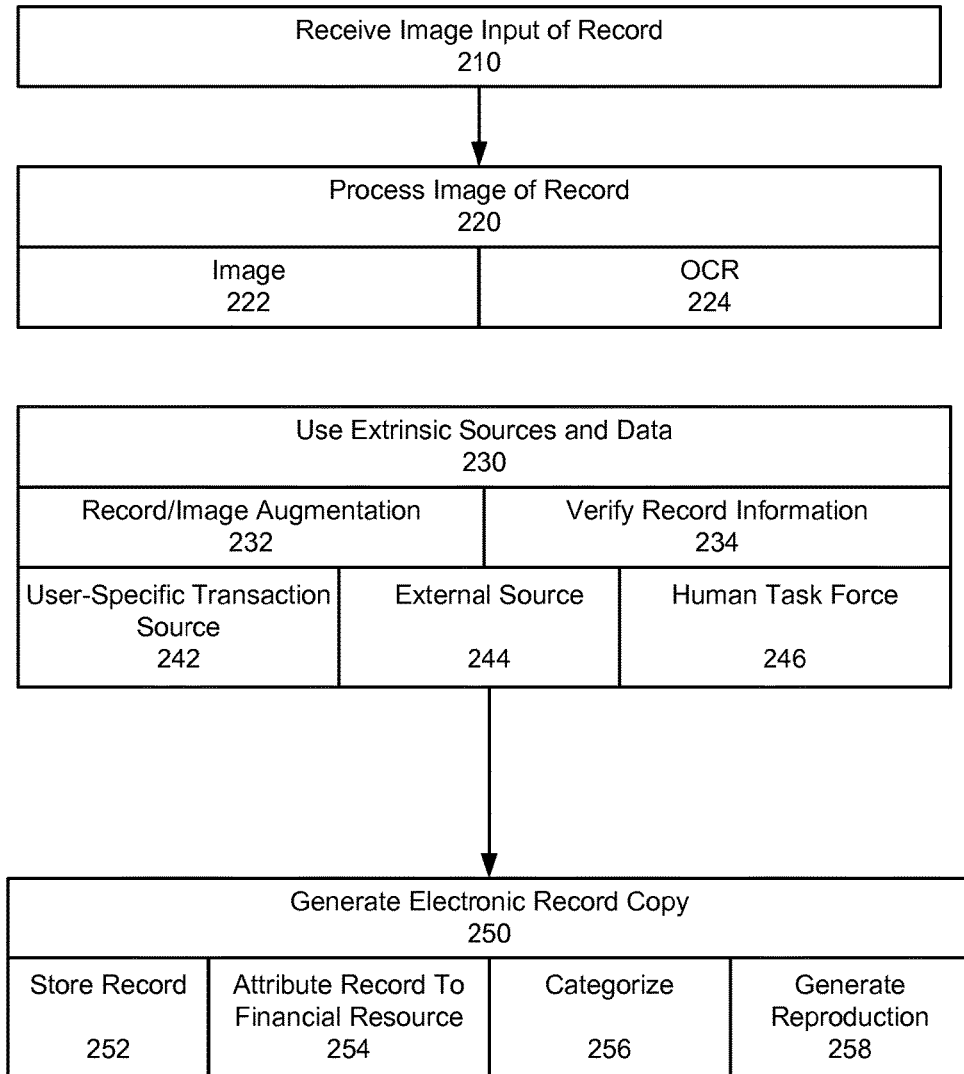 Receive Image Input of Record
210
Process Image of Record
220
Image
222
OCR
224
Use Extrinsic Sources and Data
230
Record/Image Augmentation
232
Verify Record Information
234
User-Specific Transaction
Source
242
External Source
244
Human Task Force
246
Generate Electronic Record Copy
250
Store Record
252
Attribute Record To
Financial Resource
254
Categorize
256
Generate
Reproduction
258